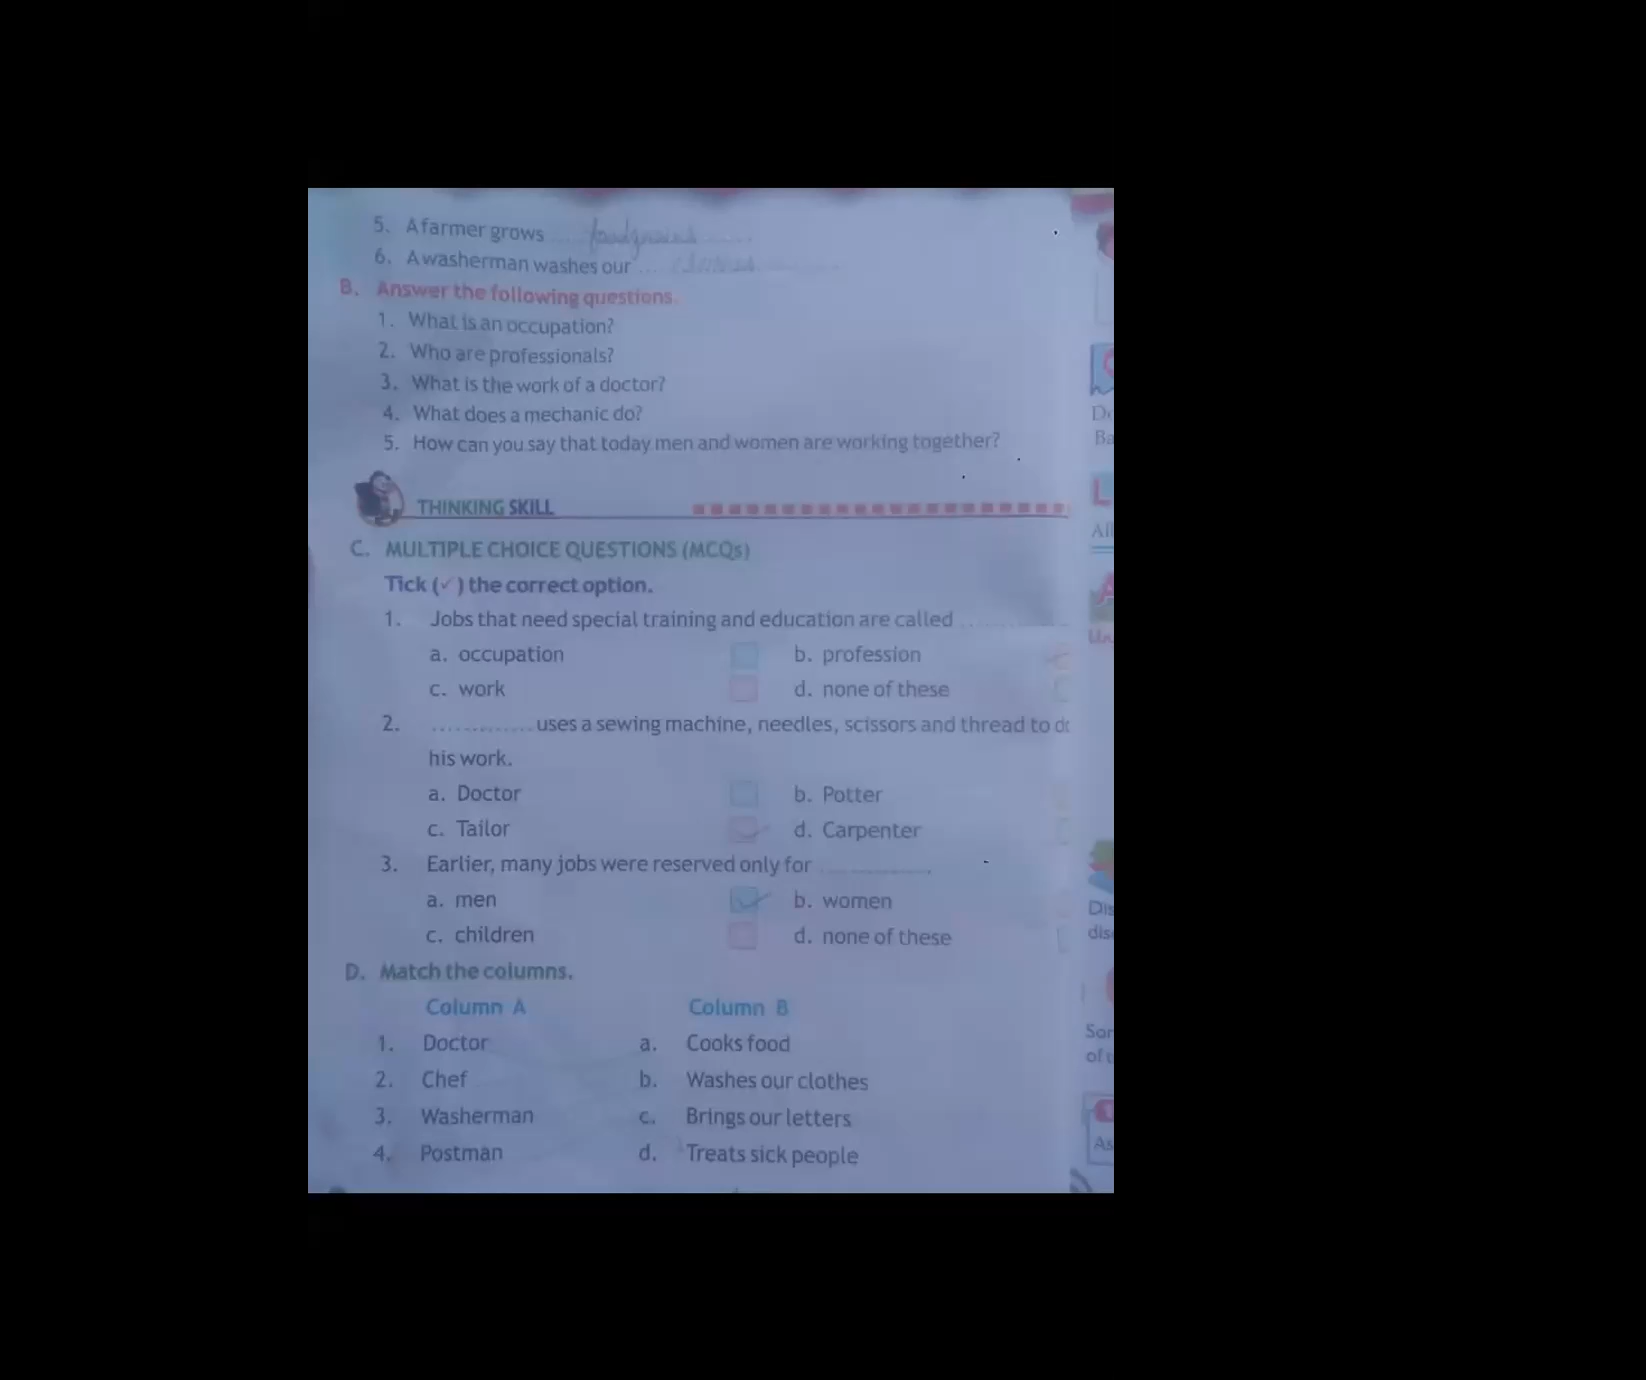 5. A farmer grows ..... foodgrains .....
6. A washerman washes our ... clothes .....
B. Answer the following questions.
1. What is an occupation?
2. Who are professionals?
3. What is the work of a doctor?
4. What does a mechanic do?
5. How can you say that today men and women are working together?
THINKING SKILL
C. MULTIPLE CHOICE QUESTIONS (MCQs)
Tick (✓) the correct option.
1. Jobs that need special training and education are called ............
a. occupation b. profession
c. work d. none of these
2. ............. uses a sewing machine, needles, scissors and thread to do
his work.
a. Doctor b. Potter
c. Tailor d. Carpenter
3. Earlier, many jobs were reserved only for .............
a. men b. women
c. children d. none of these
D. Match the columns.
Column A Column B
1. Doctor a. Cooks food
2. Chef b. Washes our clothes
3. Washerman c. Brings our letters
4. Postman d. Treats sick people